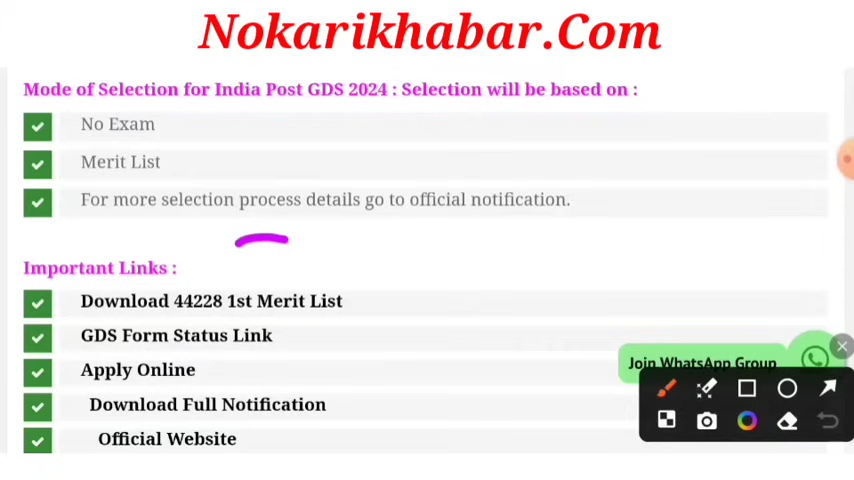 Nokarikhabar.Com
Mode of Selection for India Post GDS 2024 : Selection will be based on :
No Exam
Merit List
For more selection process details go to official notification.
Important Links :
Download 44228 1st Merit List
GDS Form Status Link
Apply Online
Join WhatsApp Group
Download Full Notification
Official Website